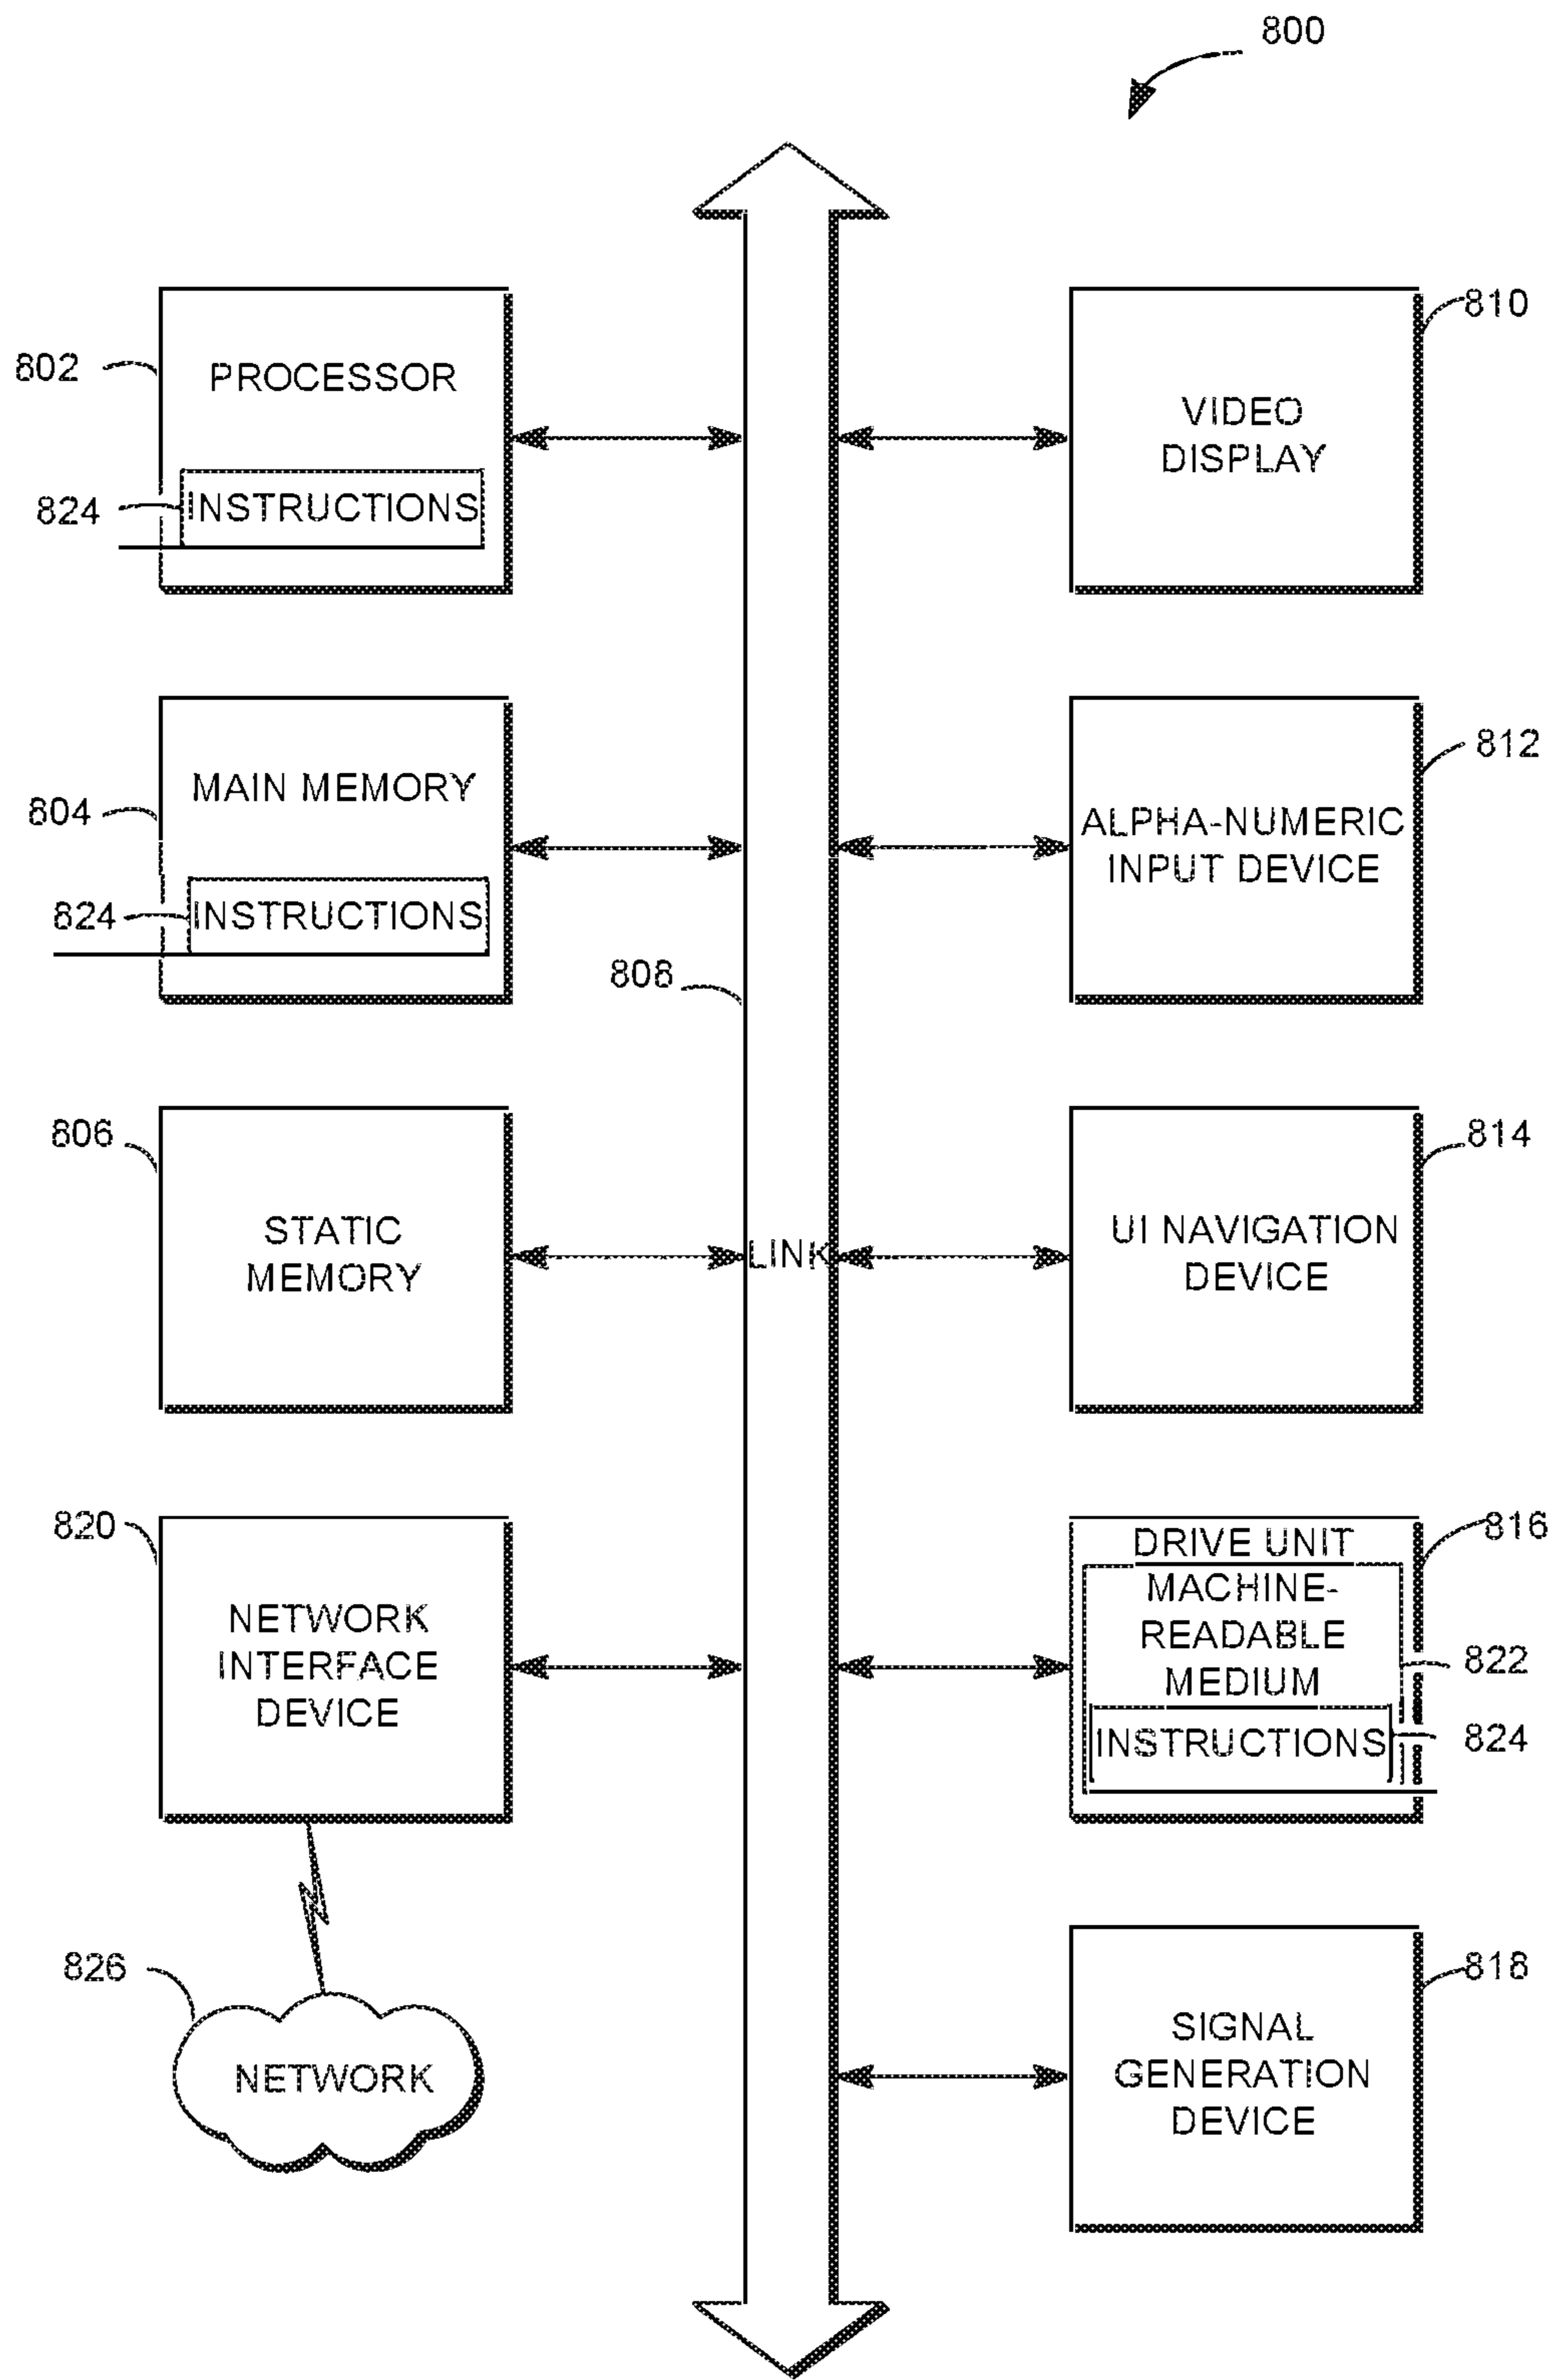 800
802
PROCESSOR
824
INSTRUCTIONS
804
MAIN MEMORY
824
INSTRUCTIONS
808
806
STATIC
MEMORY
LINK
820
NETWORK
INTERFACE
DEVICE
826
NETWORK
810
VIDEO
DISPLAY
812
ALPHA-NUMERIC
INPUT DEVICE
814
UI NAVIGATION
DEVICE
816
DRIVE UNIT
MACHINE-
READABLE
MEDIUM
822
INSTRUCTIONS
824
818
SIGNAL
GENERATION
DEVICE